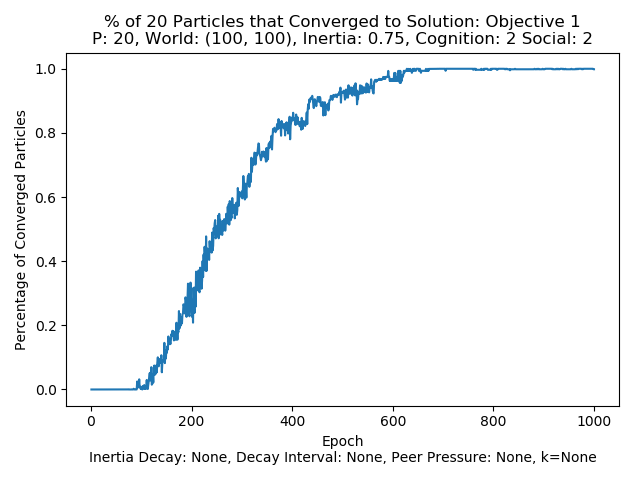 % of 20 Particles that Converged to Solution: Objective 1
P: 20, World: (100, 100), Inertia: 0.75, Cognition: 2 Social: 2
1.0
0.8
0.6
0.4
0.2
0.0
Percentage of Converged Particles
0 200 400 600 800 1000
Epoch
Inertia Decay: None, Decay Interval: None, Peer Pressure: None, k=None